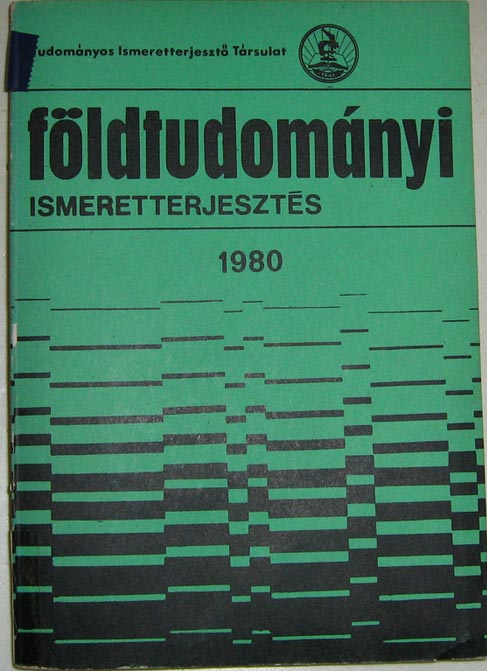 Tudományos Ismeretterjesztő Társulat
földtudományi
ISMERETTERJESZTÉS
1980